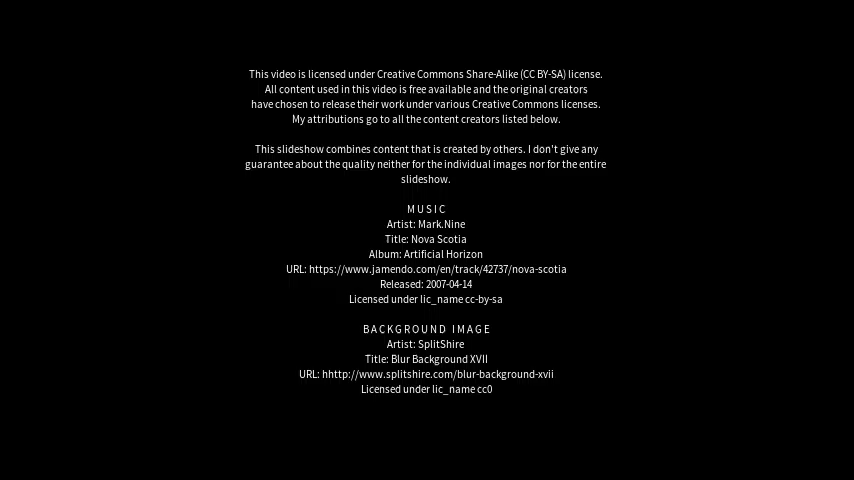 This video is licensed under Creative Commons Share-Alike (CC BY-SA) license.
All content used in this video is free available and the original creators
have chosen to release their work under various Creative Commons licenses.
My attributions go to all the content creators listed below.
This slideshow combines content that is created by others. I don't give any
guarantee about the quality neither for the individual images nor for the entire
slideshow.
MUSIC
Artist: Mark.Nine
Title: Nova Scotia
Album: Artificial Horizon
URL: https://www.jamendo.com/en/track/42737/nova-scotia
Released: 2007-04-14
Licensed under lic_name cc-by-sa
BACKGROUND IMAGE
Artist: SplitShire
Title: Blur Background XVII
URL: hhttp://www.splitshire.com/blur-background-xvii
Licensed under lic_name cc0